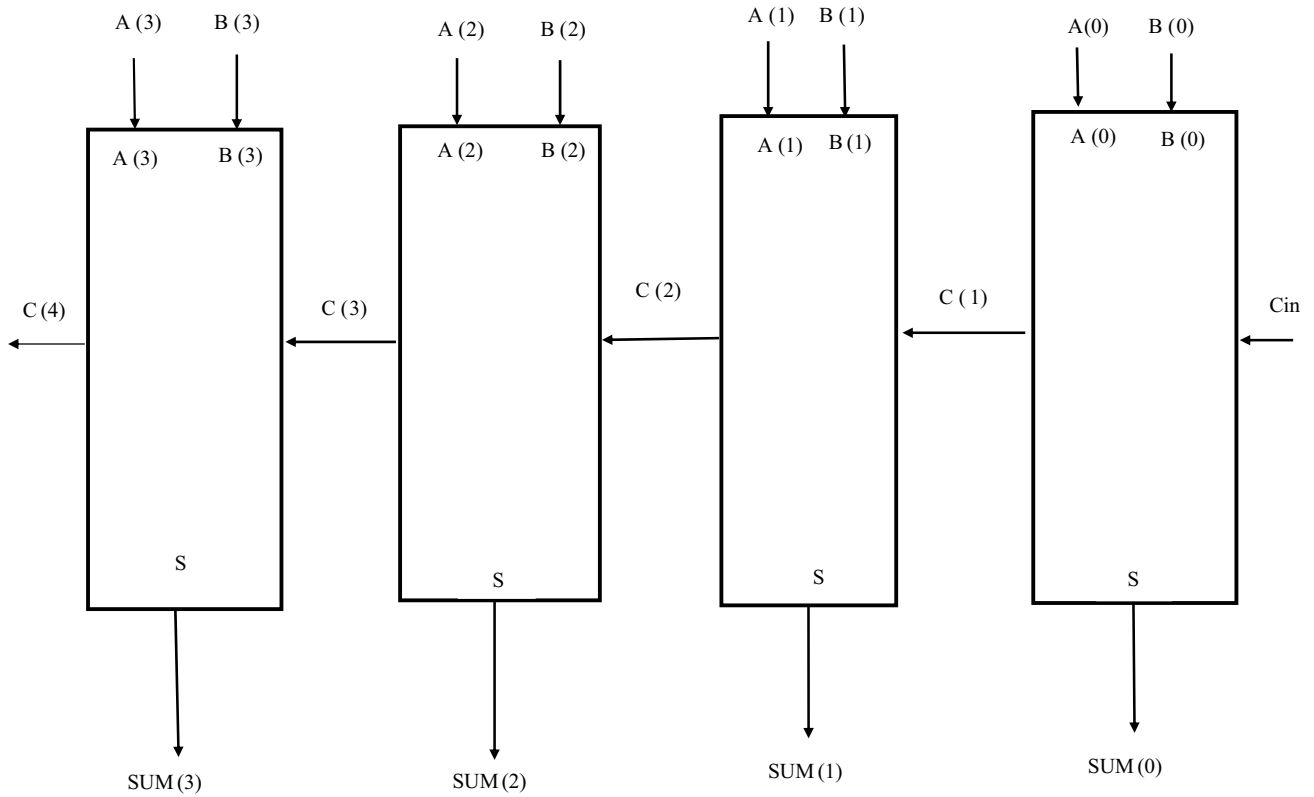 A (3) B (3) A (2) B (2) A (1) B (1) A(0) B (0)
A (3) B (3) A (2) B (2) A (1) B (1) A (0) B (0)
C (4) C (3) C (2) C (1) Cin
S S S S
SUM (3) SUM (2) SUM (1) SUM (0)